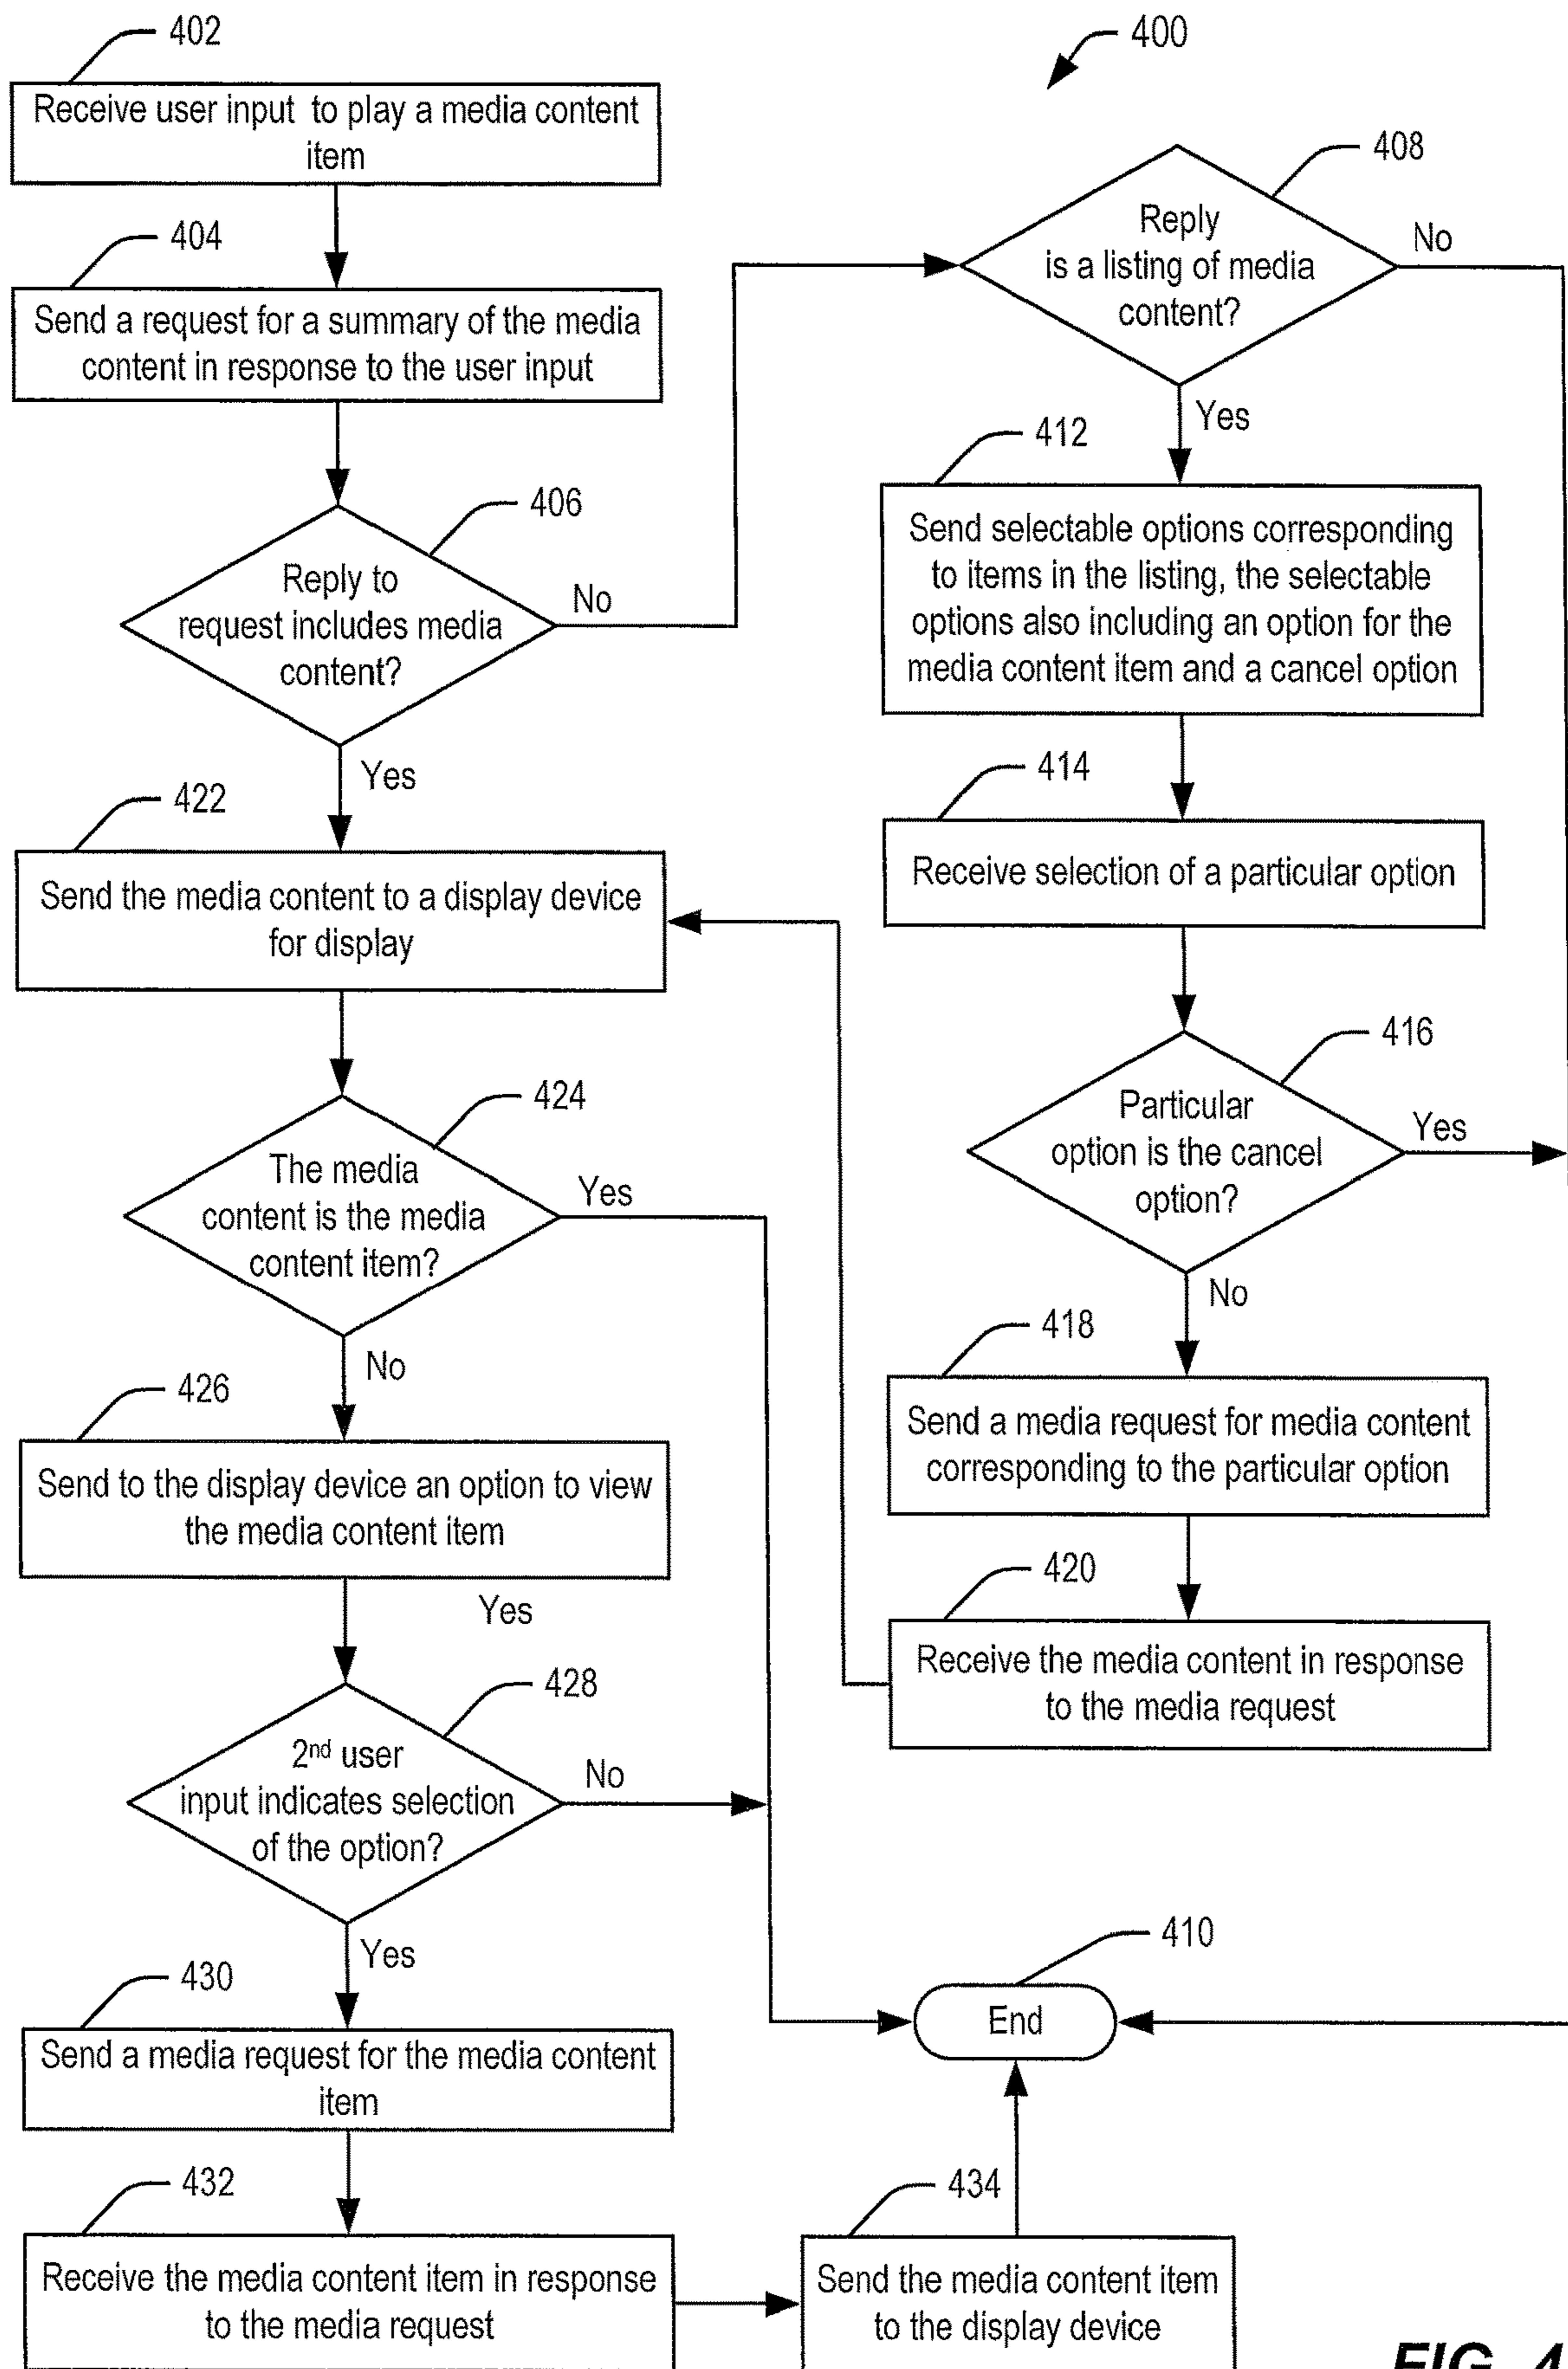 402
Receive user input to play a media content
item
404
Send a request for a summary of the media
content in response to the user input
406
Reply to
request includes media
content?
No
Yes
422
Send the media content to a display device
for display
424
The media
content is the media
content item?
Yes
No
426
Send to the display device an option to view
the media content item
Yes
428
2nd user
input indicates selection
of the option?
No
Yes
430
Send a media request for the media content
item
432
Receive the media content item in response
to the media request
434
Send the media content item
to the display device
400
408
Reply
is a listing of media
content?
No
Yes
412
Send selectable options corresponding
to items in the listing, the selectable
options also including an option for the
media content item and a cancel option
414
Receive selection of a particular option
416
Particular
option is the cancel
option?
Yes
No
418
Send a media request for media content
corresponding to the particular option
420
Receive the media content in response
to the media request
410
End
FIG. 4